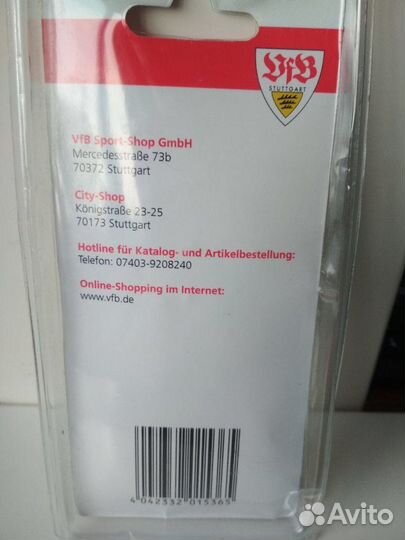 VfB
STUTTGART
VfB Sport-Shop GmbH
Mercedesstraße 73b
70372 Stuttgart
City-Shop
Königstraße 23-25
70173 Stuttgart
Hotline für Katalog- und Artikelbestellung:
Telefon: 07403-9208240
Online-Shopping im Internet:
www.vfb.de
4 042332 015365
Avito